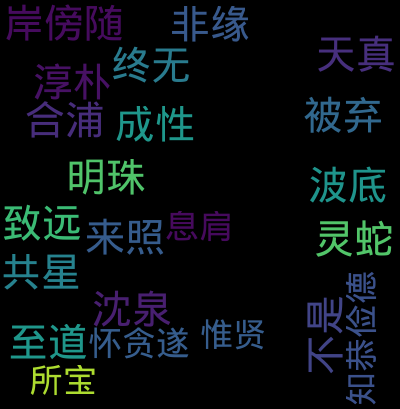 岸傍随
非缘
天真
终无
淳朴
合浦
成性
被弃
明珠
波底
致远
来照
息肩
灵蛇
共星
沈泉
不是
知恭俭德
至道
怀贪遂
惟贤
所宝